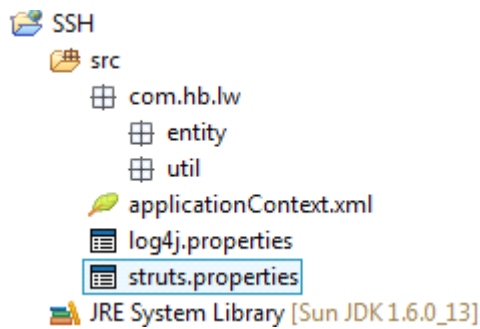 SSH
src
com.hb.lw
entity
util
applicationContext.xml
log4j.properties
struts.properties
JRE System Library [Sun JDK 1.6.0_13]